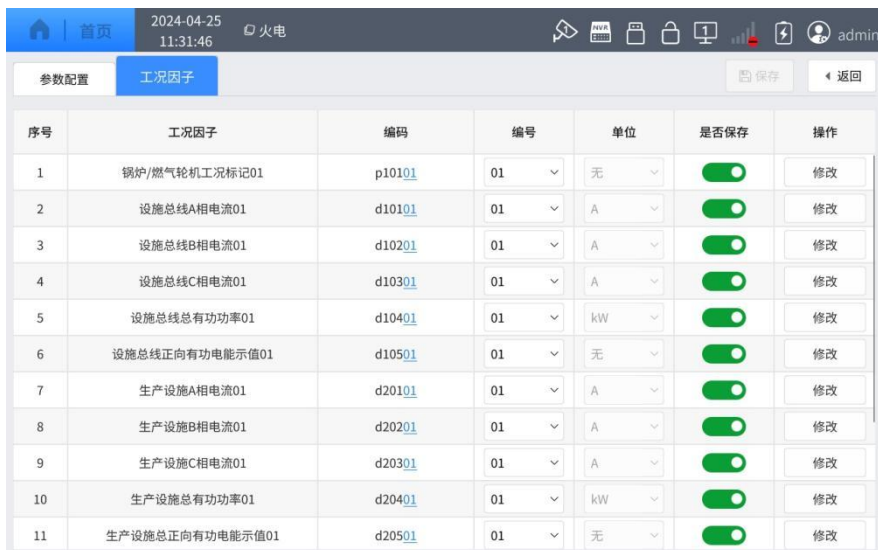 首页 2024-04-25 火电 1 NVR 1 admin
11:31:46
参数配置 工况因子 保存 返回
序号 工况因子 编码 编号 单位 是否保存 操作
1 锅炉/燃气轮机工况标记01 p10101 01 无 修改
2 设施总线A相电流01 d10101 01 A 修改
3 设施总线B相电流01 d10201 01 A 修改
4 设施总线C相电流01 d10301 01 A 修改
5 设施总线总有功功率01 d10401 01 kW 修改
6 设施总线正向有功电能示值01 d10501 01 无 修改
7 生产设施A相电流01 d20101 01 A 修改
8 生产设施B相电流01 d20201 01 A 修改
9 生产设施C相电流01 d20301 01 A 修改
10 生产设施总有功功率01 d20401 01 kW 修改
11 生产设施总正向有功电能示值01 d20501 01 无 修改